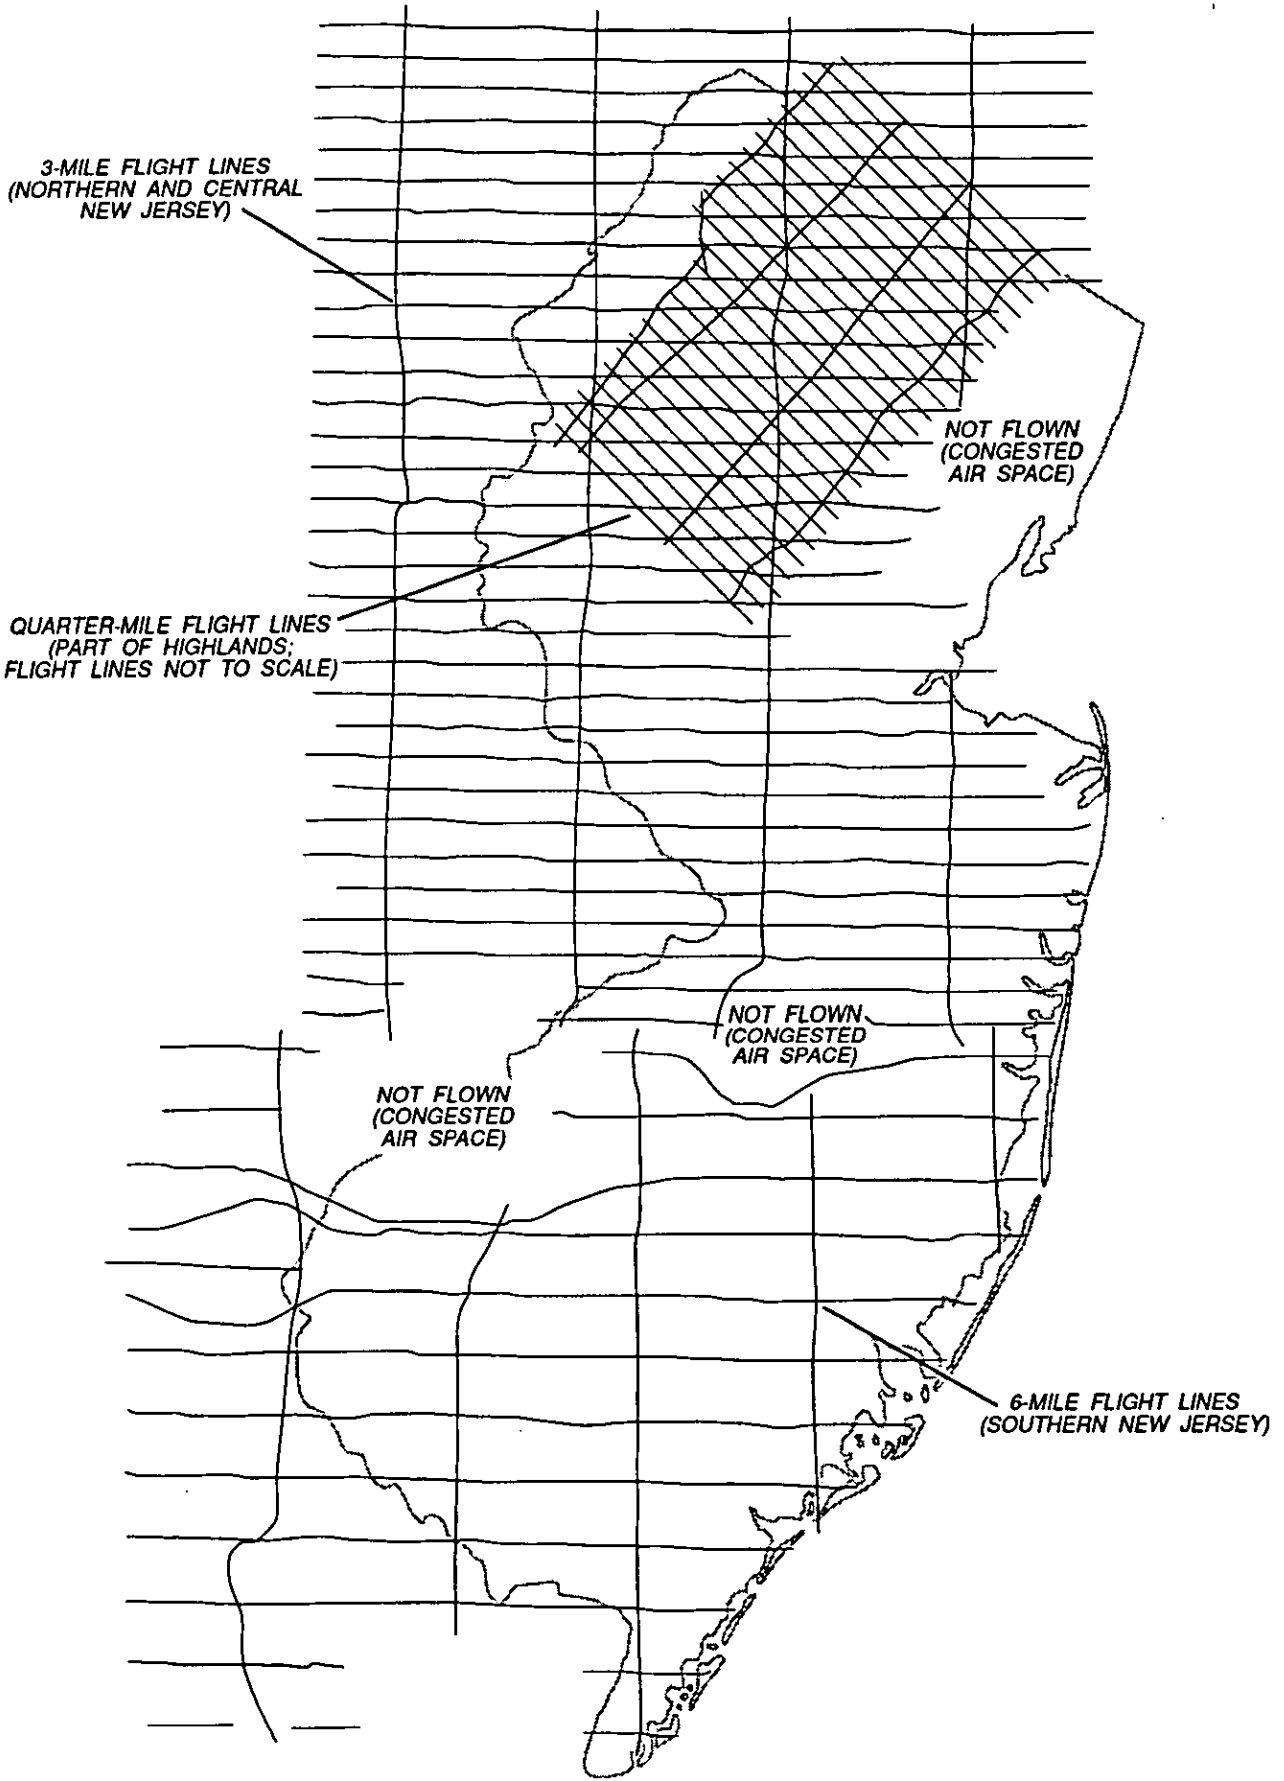 3-MILE FLIGHT LINES
(NORTHERN AND CENTRAL
NEW JERSEY)
NOT FLOWN
(CONGESTED
AIR SPACE)
QUARTER-MILE FLIGHT LINES
(PART OF HIGHLANDS;
FLIGHT LINES NOT TO SCALE)
NOT FLOWN
(CONGESTED
AIR SPACE)
NOT FLOWN
(CONGESTED
AIR SPACE)
6-MILE FLIGHT LINES
(SOUTHERN NEW JERSEY)